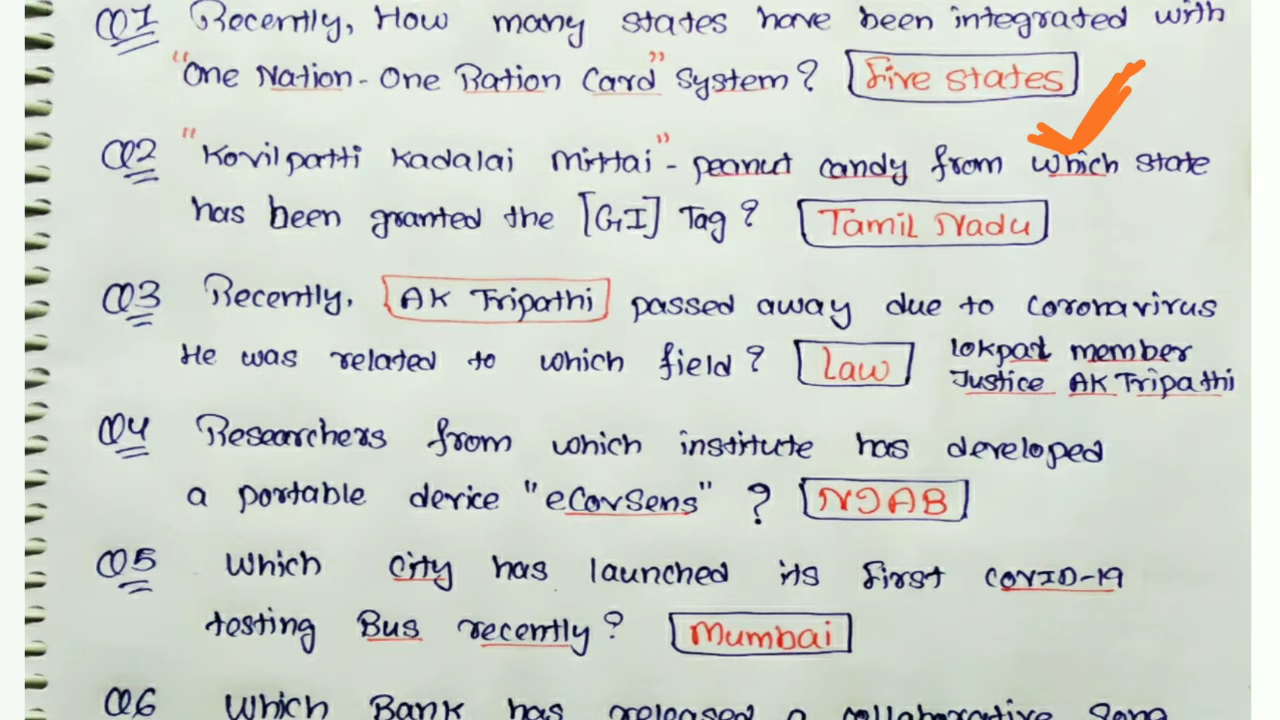 Q1 Recently, How many states have been integrated with
"One Nation - One Ration Card" System? Five states
Q2 "Kovilpatti Kadalai Mittai" - peanut candy from which state
has been granted the [GI] Tag? Tamil Nadu
Q3 Recently, AK Tripathi passed away due to coronavirus
He was related to which field? Law
lokpal member
Justice AK Tripathi
Q4 Researchers from which institute has developed
a portable device "eCovSens" ? NIAB
Q5 Which city has launched its first COVID-19
testing Bus recently? Mumbai
Q6 Which Bank has released a collaborative Song